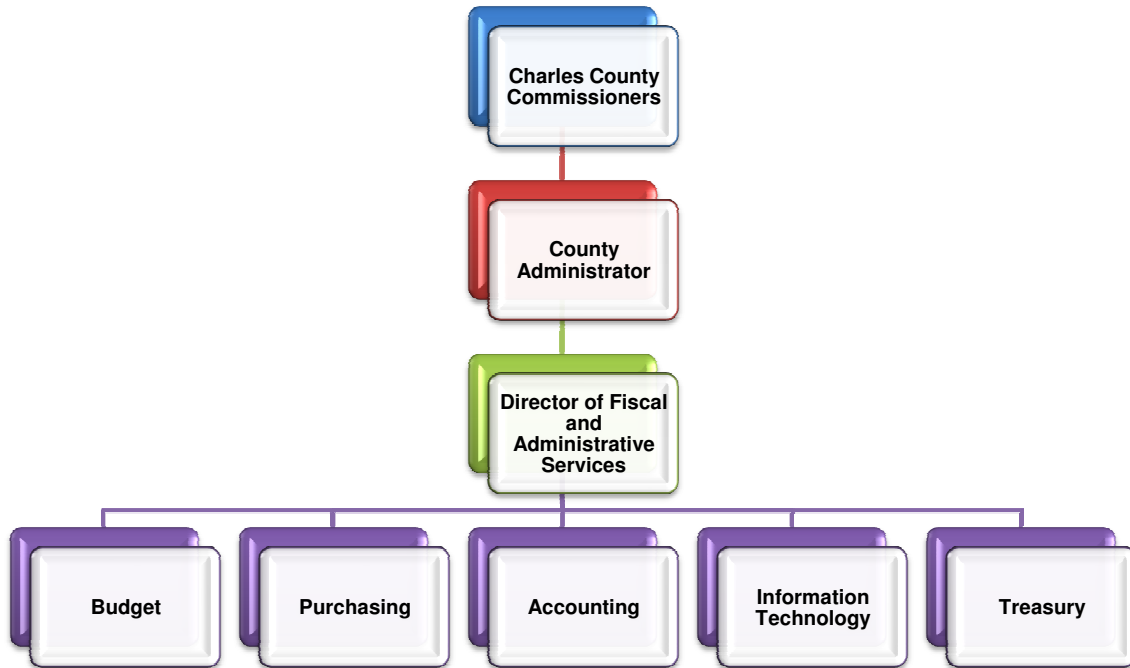 Charles County
Commissioners
County
Administrator
Director of Fiscal
and
Administrative
Services
Budget
Purchasing
Accounting
Information
Technology
Treasury